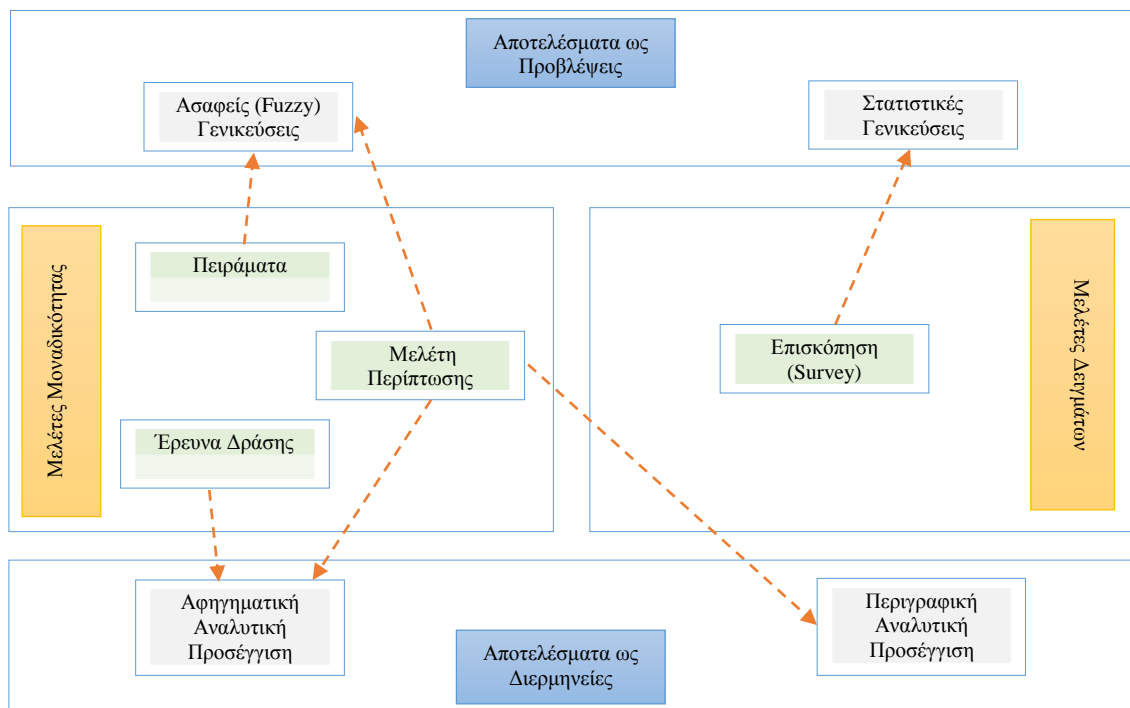 Αποτελέσματα ως
Προβλέψεις
Ασαφείς (Fuzzy)
Γενικεύσεις
Στατιστικές
Γενικεύσεις
Μελέτες Μοναδικότητας
Πειράματα
Μελέτη
Περίπτωσης
Έρευνα Δράσης
Επισκόπηση
(Survey)
Μελέτες Δειγμάτων
Αφηγηματική
Αναλυτική
Προσέγγιση
Περιγραφική
Αναλυτική
Προσέγγιση
Αποτελέσματα ως
Διερμηνείες